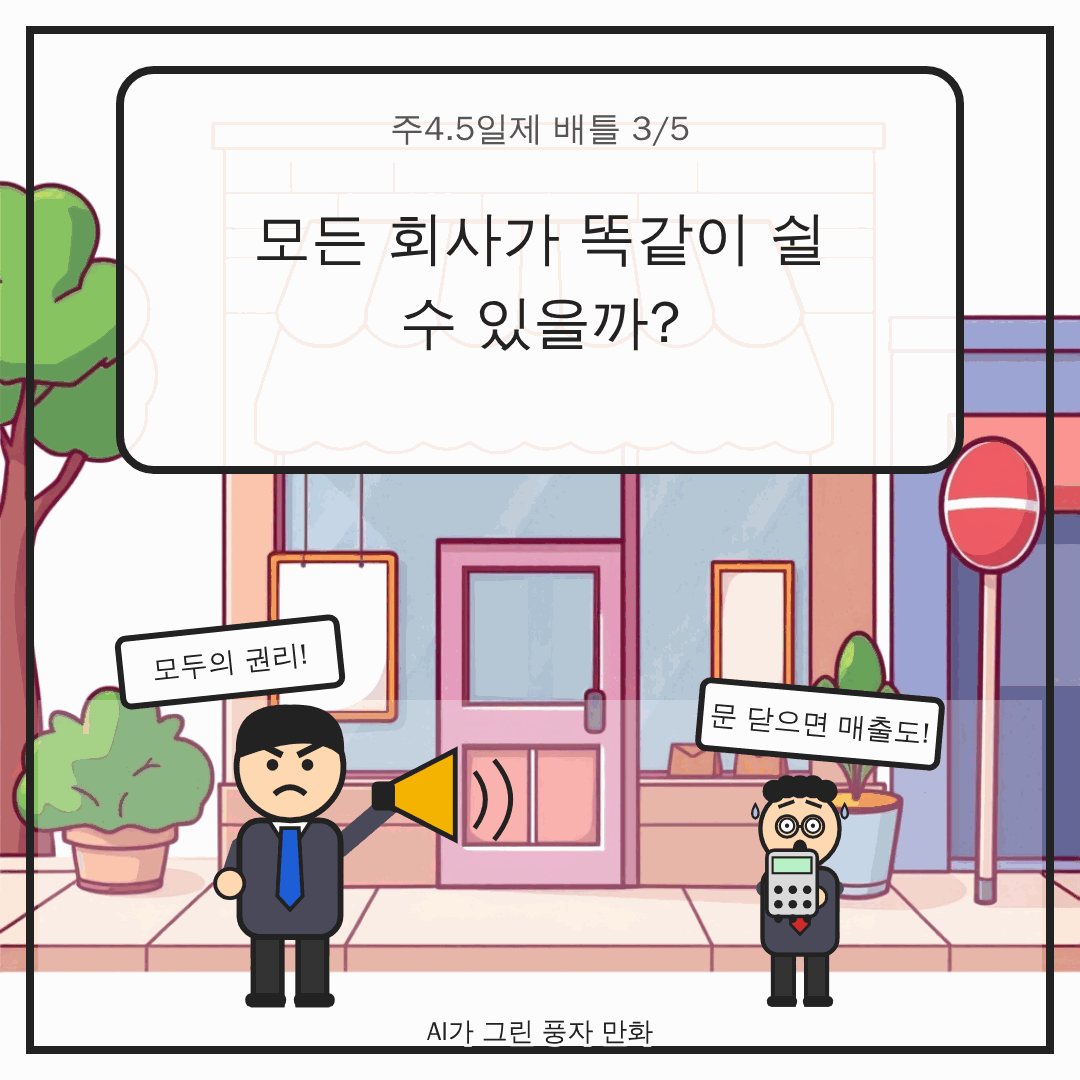 주4.5일제 배틀 3/5
모든 회사가 똑같이 쉴
수 있을까?
모두의 권리!
문 닫으면 매출도!
AI가 그린 풍자 만화